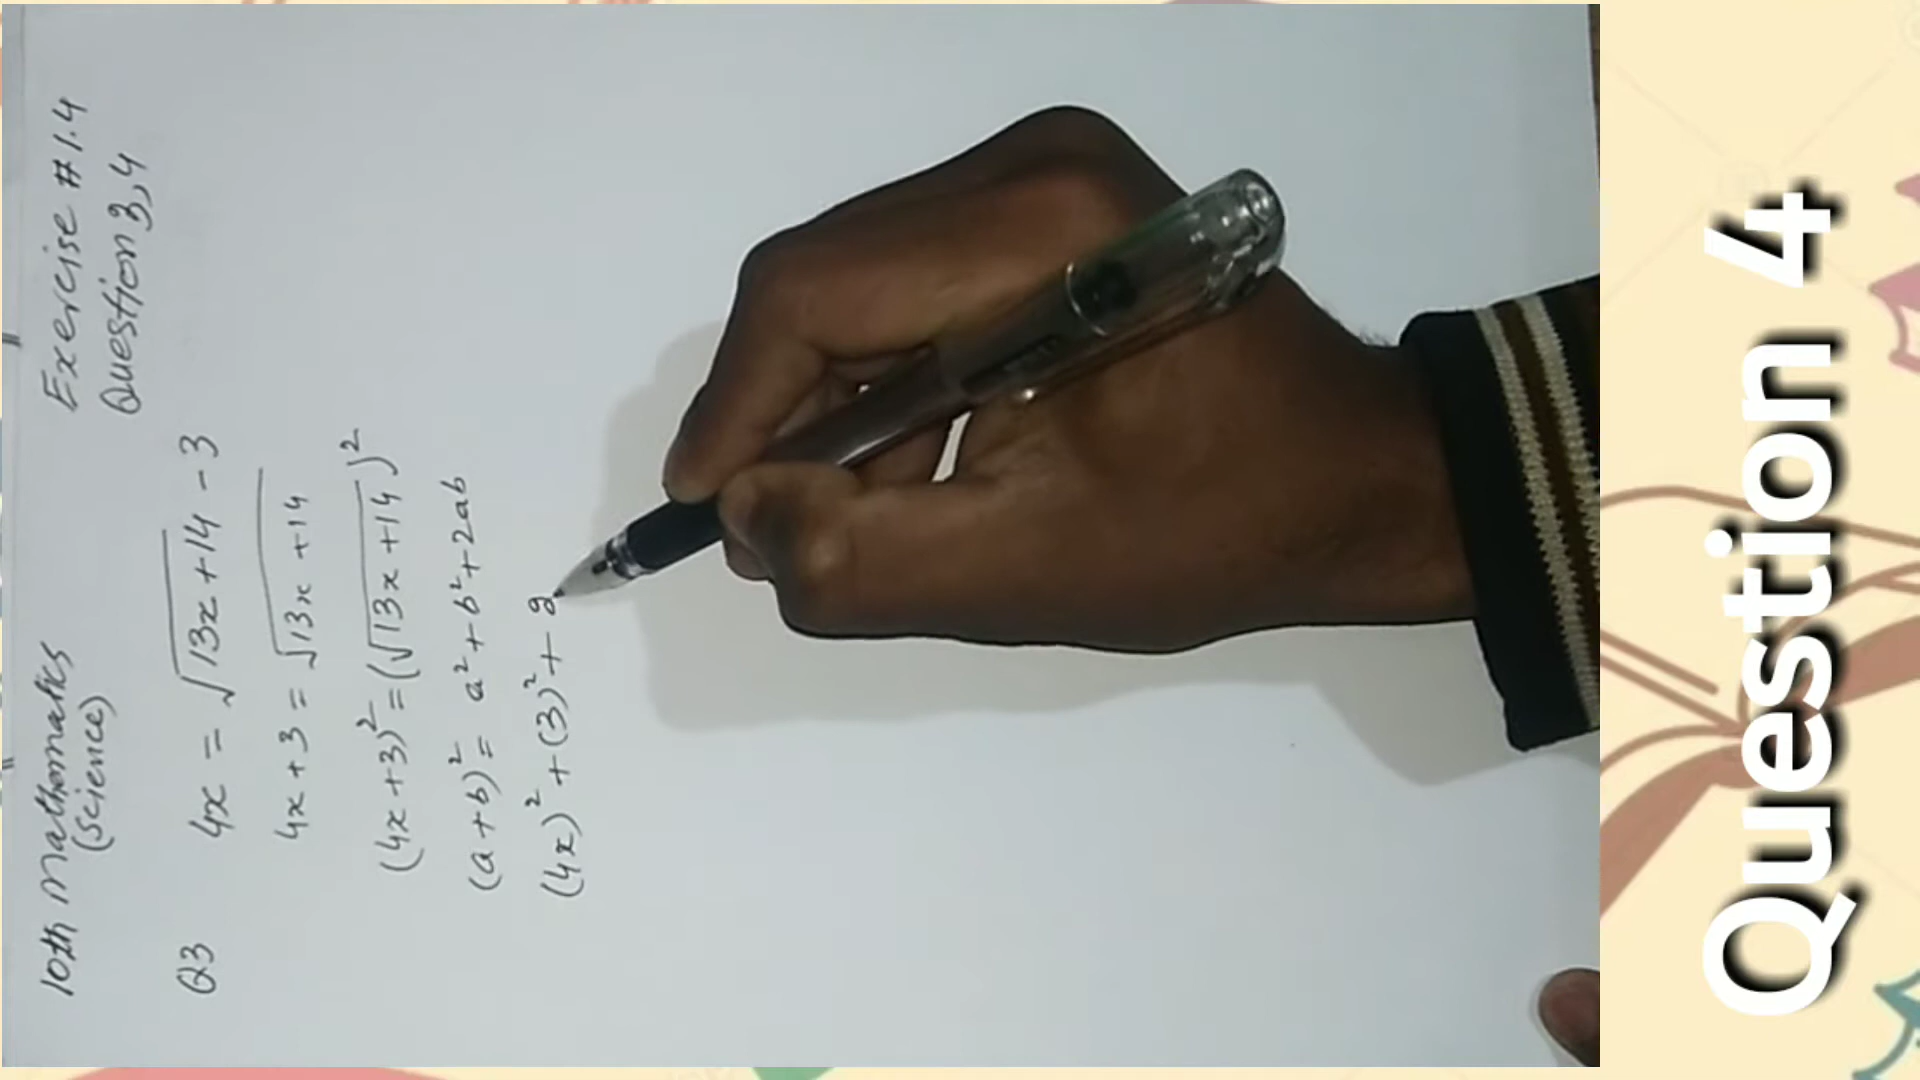 10th Mathematics Exercise # 1.4
(Science) Question 3,4
Q3 4x = √13x+14 - 3
4x + 3 = √13x + 14
(4x + 3)² = (√13x + 14)²
(a + b)² = a² + b² + 2ab
(4x)² + (3)² + 2
Question 4